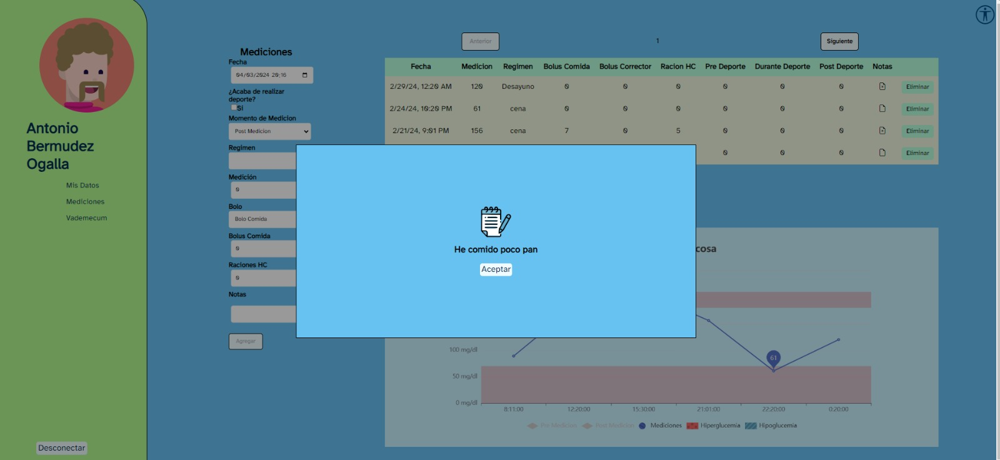 Antonio
Bermudez
Ogalla
Mis Datos
Mediciones
Vademecum
Desconectar
Mediciones
Fecha
04/03/2024 20:16
¿Acaba de realizar
deporte?
Si
Momento de Medicion
Post Medicion
Regimen
Medición
0
Bolo
Bolo Comida
Bolus Comida
0
Raciones HC
0
Notas
Agregar
Anterior 1 Siguiente
Fecha Medicion Regimen Bolus Comida Bolus Corrector Racion HC Pre Deporte Durante Deporte Post Deporte Notas
2/29/24, 12:20 AM 120 Desayuno 0 0 0 0 0 0 Eliminar
2/24/24, 10:20 PM 61 cena 0 0 0 0 0 0 Eliminar
2/21/24, 9:01 PM 156 cena 7 0 5 0 0 0 Eliminar
0 0 0 Eliminar
He comido poco pan
Aceptar
cosa
100 mg/dl
61
50 mg/dl
0 mg/dl
8:11:00 12:20:00 15:30:00 21:01:00 22:20:00 0:20:00
Pre Medicion Post Medicion Mediciones Hiperglucemia Hipoglucemia